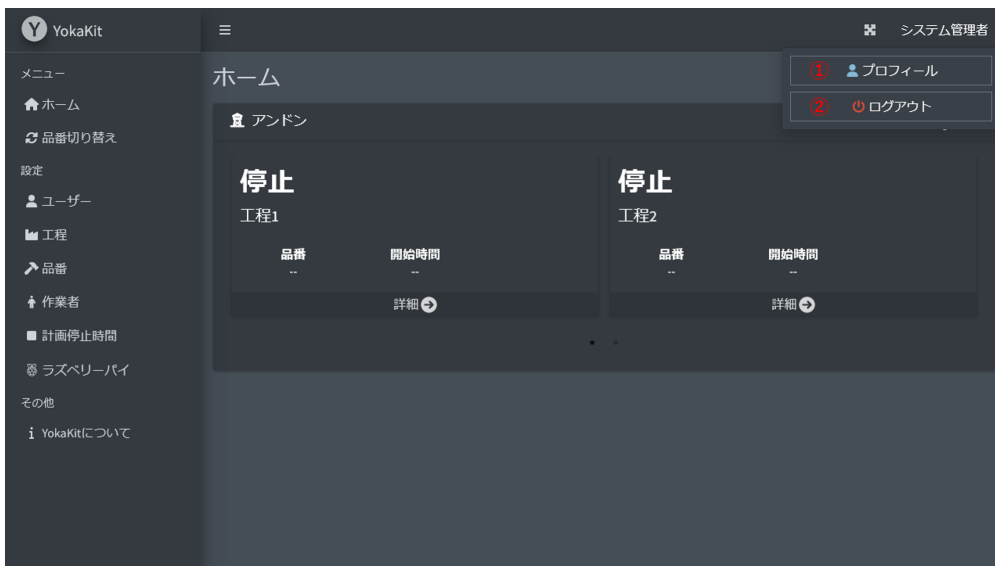 Y YokaKit
システム管理者
① プロフィール
② ログアウト
メニュー
ホーム
品番切り替え
設定
ユーザー
工程
品番
作業者
計画停止時間
ラズベリーパイ
その他
YokaKitについて
ホーム
アンドン
停止
工程1
品番 開始時間
-- --
詳細
停止
工程2
品番 開始時間
-- --
詳細